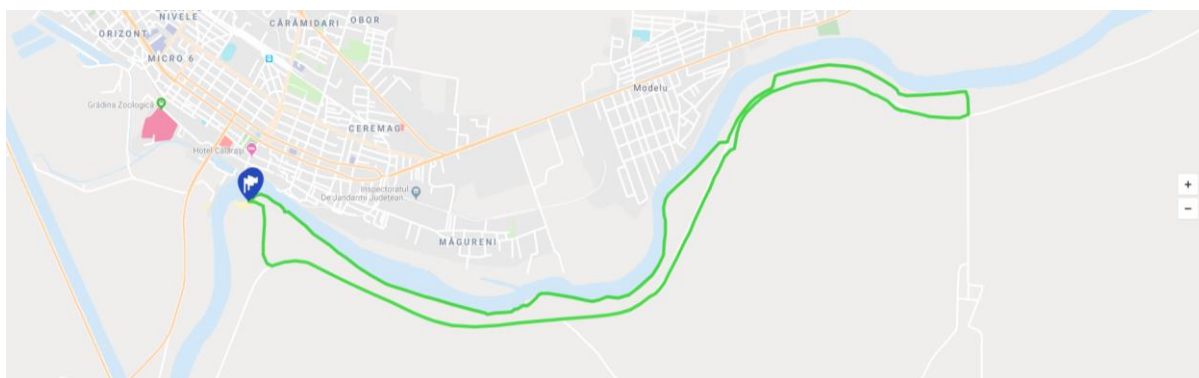 NIVELE
CĂRĂMIDARI
OBOR
ORIZONT
MICRO 6
Modelu
Grădina Zoologică
CEREMAG
Hotel Călărași
Inspectoratul
De Jandarmi Județean...
MĂGURENI
+
−